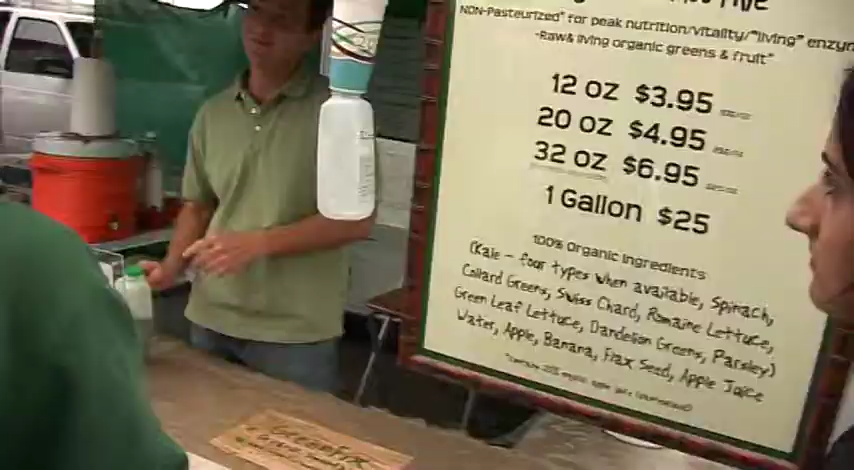 NON-Pasteurized* for peak nutrition/vitality/"living" enzym
-Raw & living organic greens & fruit*
12 oz $3.95
20 oz $4.95
32 oz $6.95
1 Gallon $25
100% Organic Ingredients
(Kale – four types when available, Spinach,
Collard Greens, Swiss Chard, Romaine Lettuce,
Green Leaf Lettuce, Dandelion Greens, Parsley)
Water, Apple, Banana, Flax Seed, Apple Juice